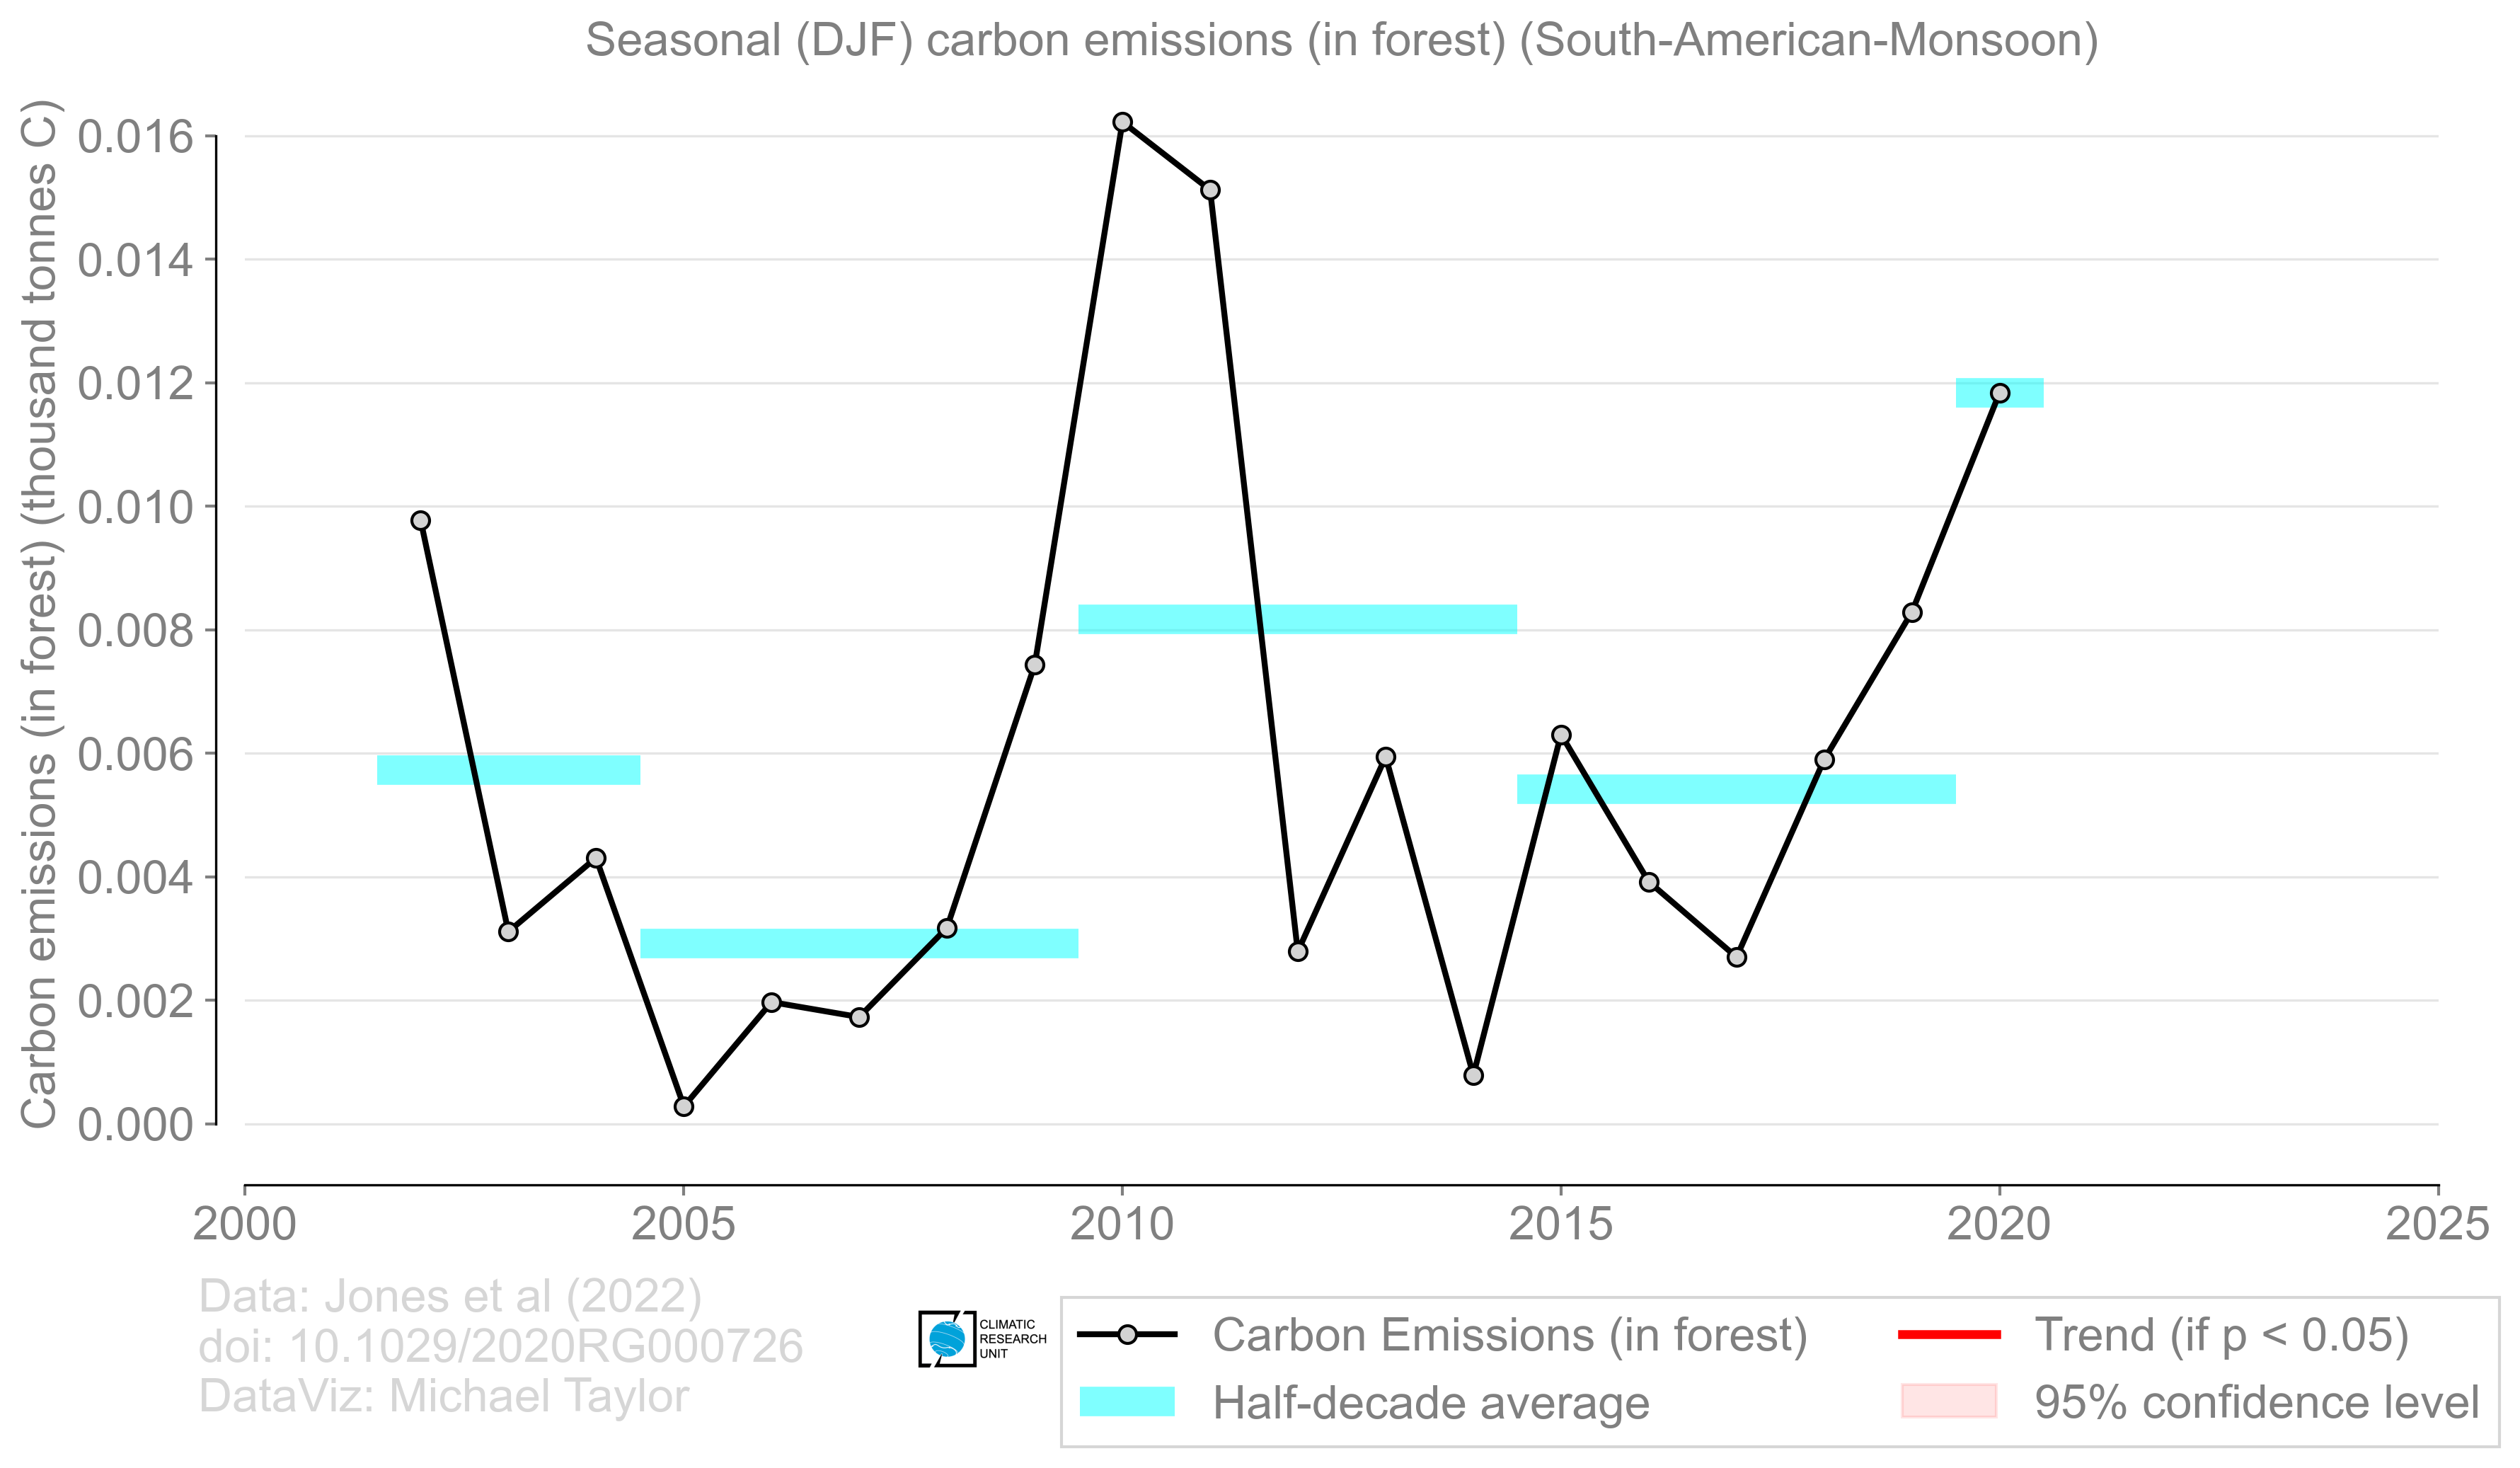 Seasonal (DJF) carbon emissions (in forest) (South-American-Monsoon)
Carbon emissions (in forest) (thousand tonnes C)
0.016
0.014
0.012
0.010
0.008
0.006
0.004
0.002
0.000
2000
2005
2010
2015
2020
2025
Data: Jones et al (2022)
doi: 10.1029/2020RG000726
DataViz: Michael Taylor
CLIMATIC
RESEARCH
UNIT
Carbon Emissions (in forest)
Half-decade average
Trend (if p < 0.05)
95% confidence level